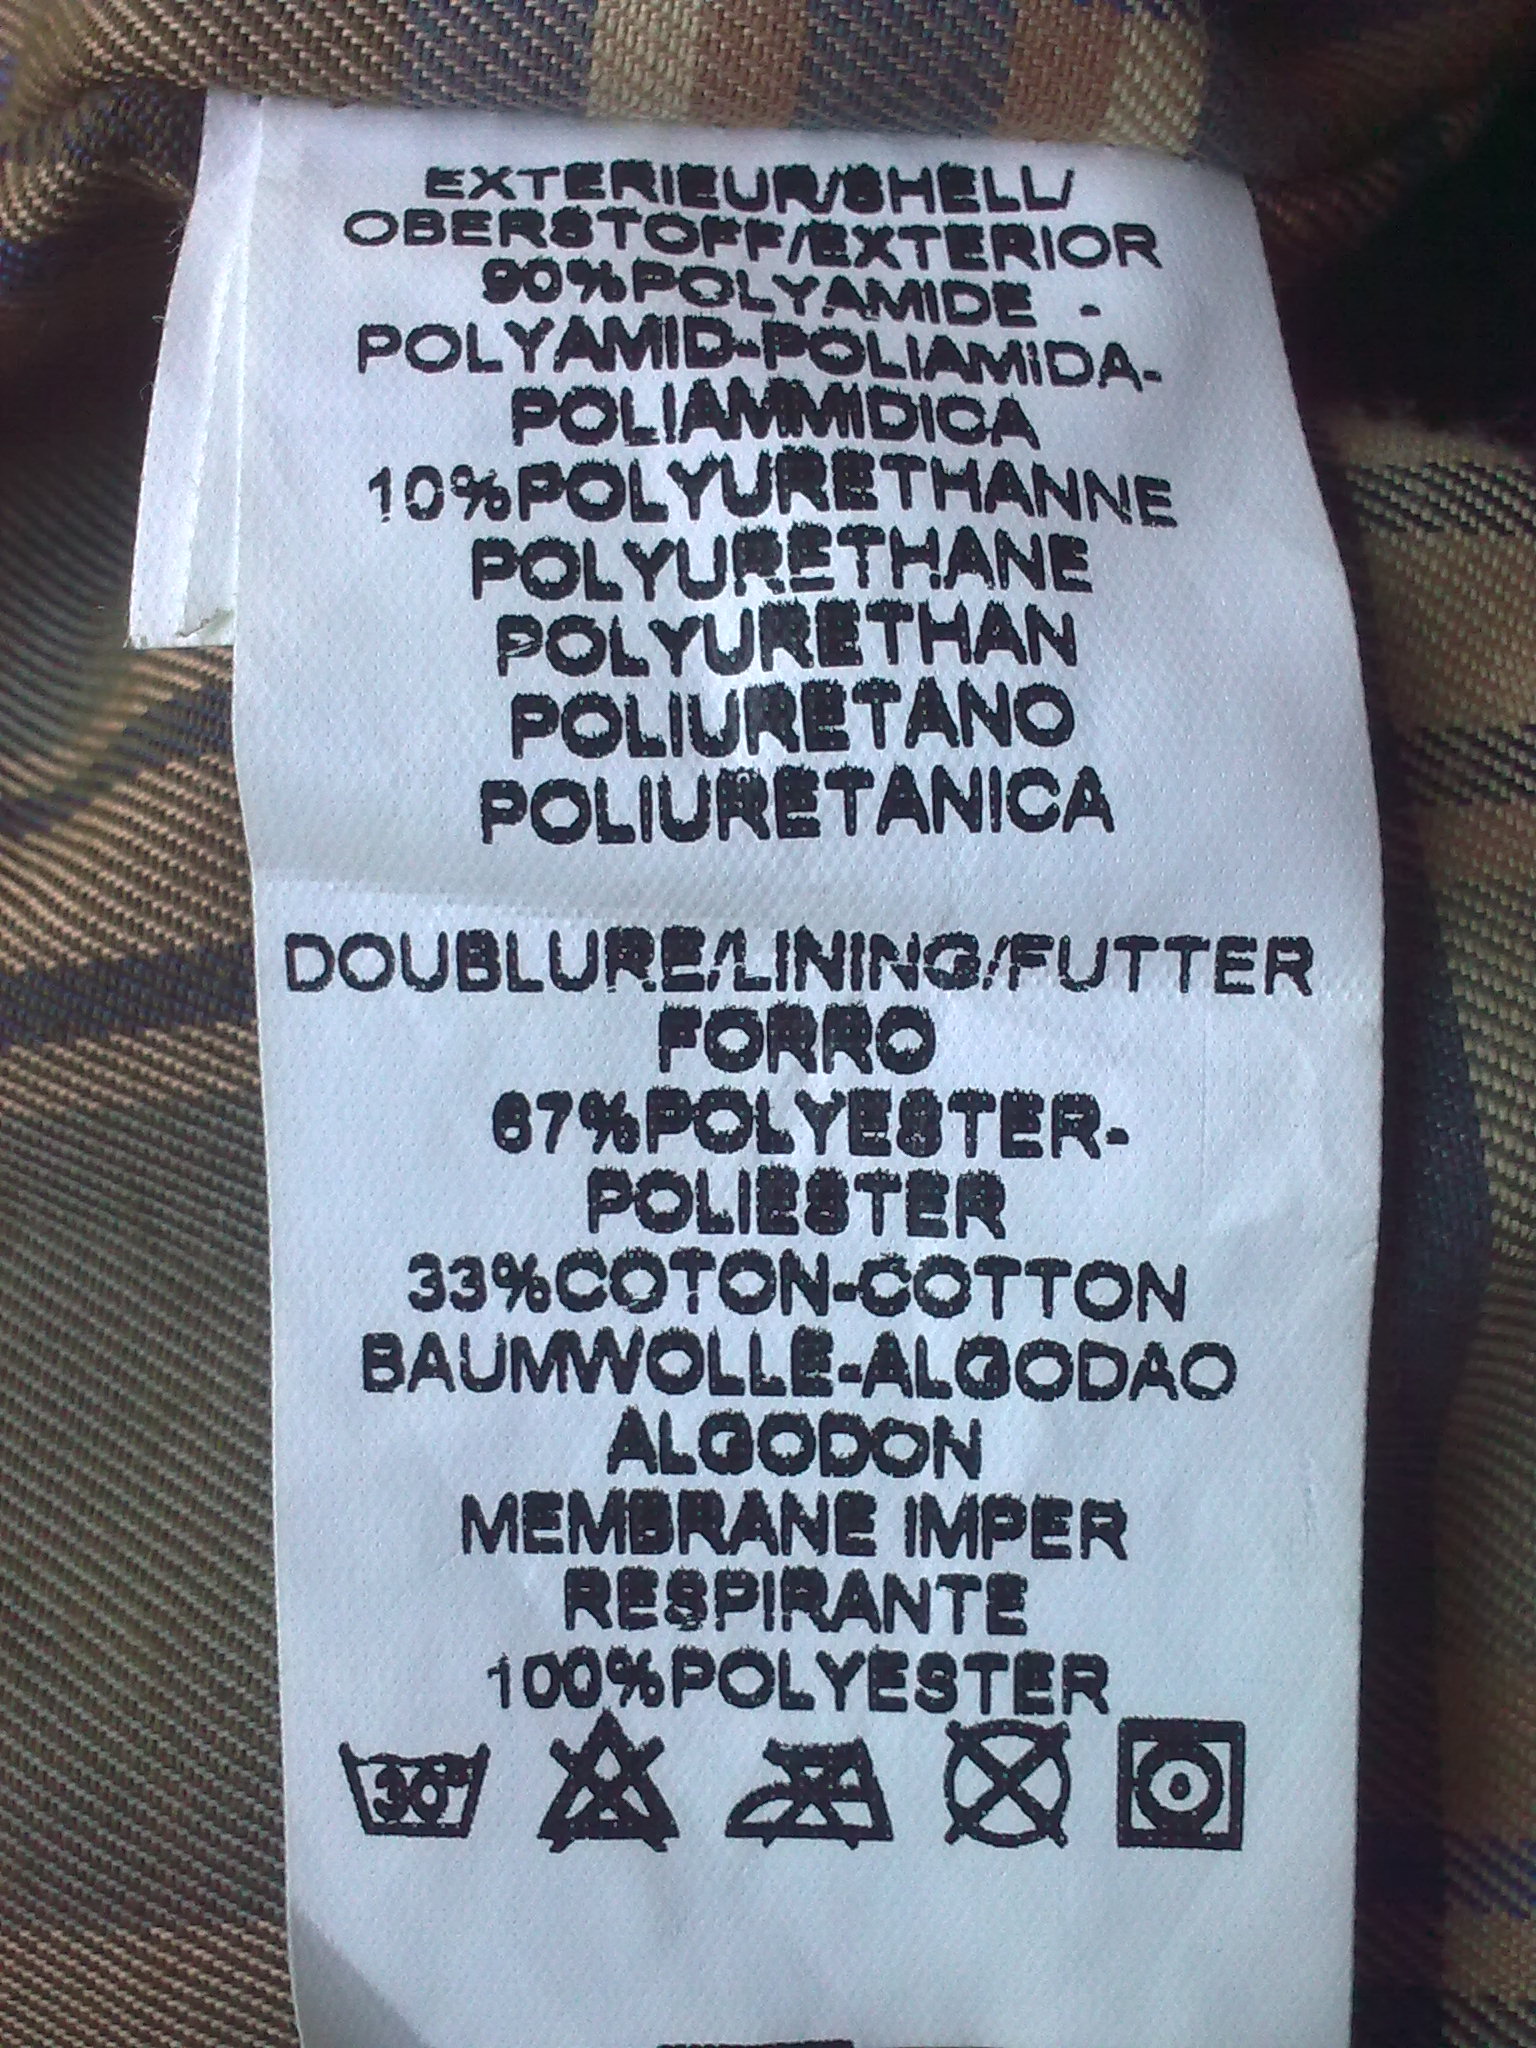 EXTERIEUR/SHELL/
OBERSTOFF/EXTERIOR
90%POLYAMIDE -
POLYAMID-POLIAMIDA-
POLIAMMIDICA
10%POLYURETHANNE
POLYURETHANE
POLYURETHAN
POLIURETANO
POLIURETANICA
DOUBLURE/LINING/FUTTER
FORRO
67%POLYESTER-
POLIESTER
33%COTON-COTTON
BAUMWOLLE-ALGODAO
ALGODON
MEMBRANE IMPER
RESPIRANTE
100%POLYESTER
30°